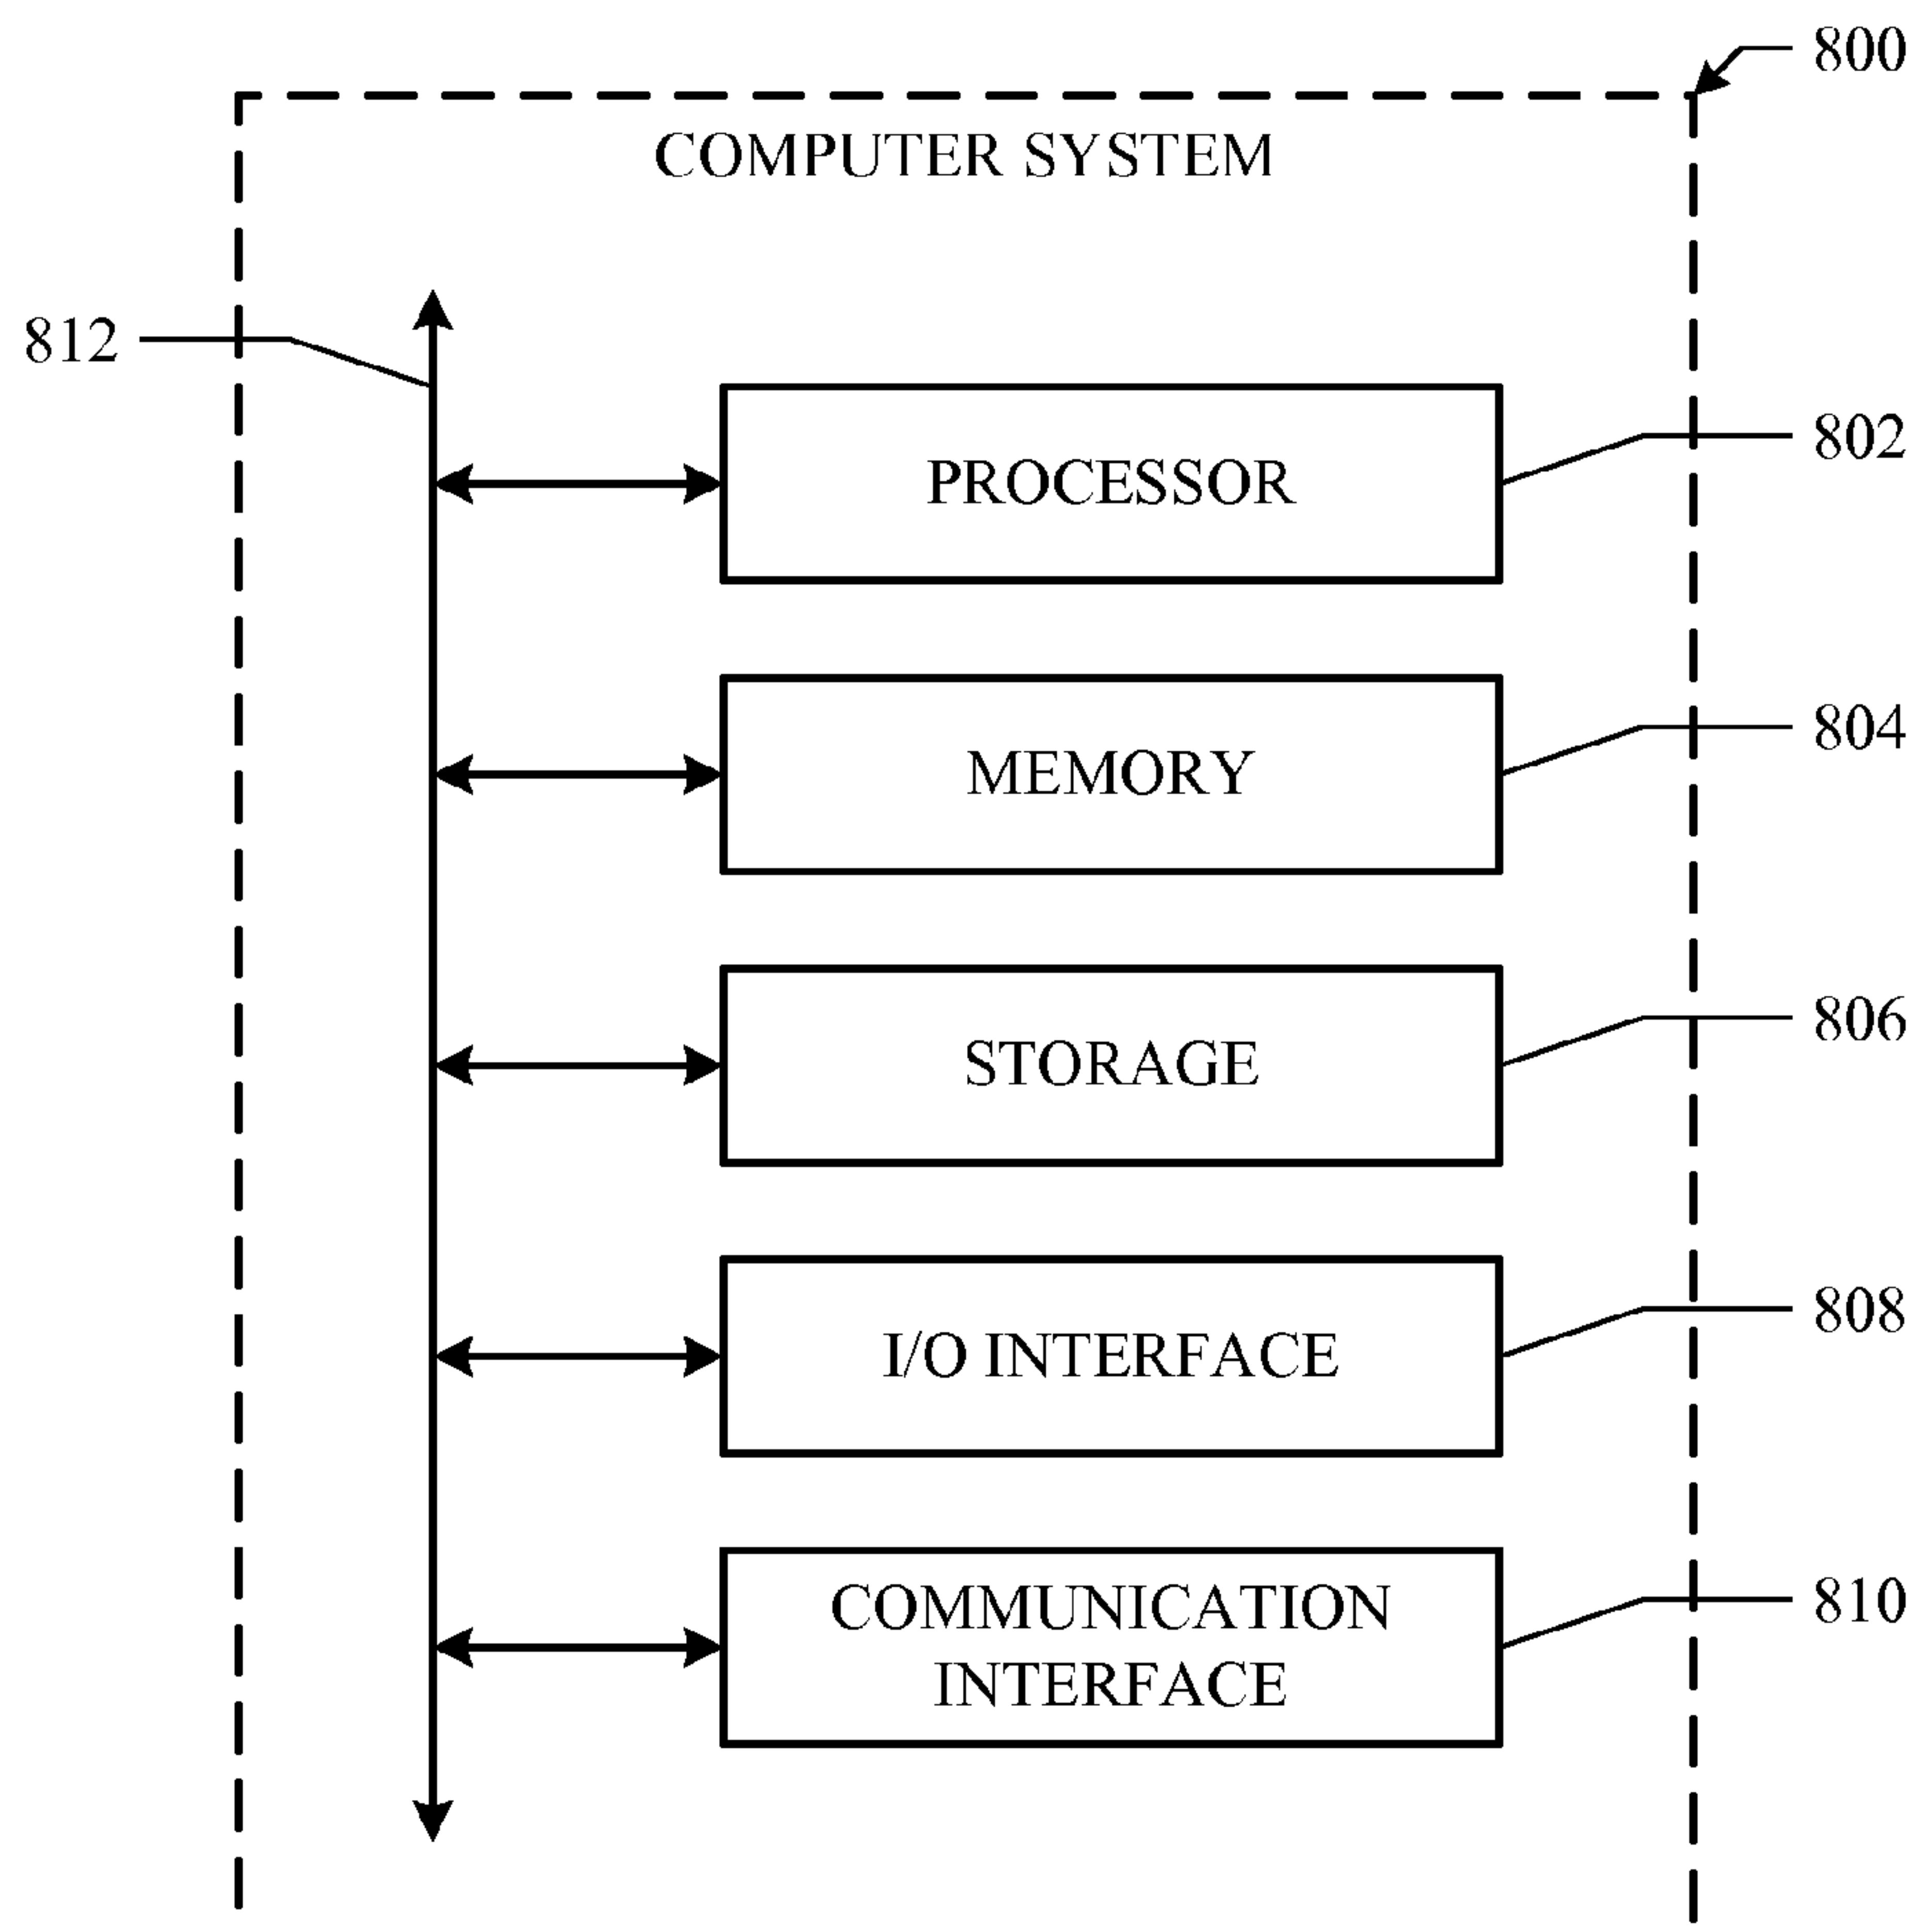 800
COMPUTER SYSTEM
812
802
PROCESSOR
804
MEMORY
806
STORAGE
808
I/O INTERFACE
810
COMMUNICATION
INTERFACE